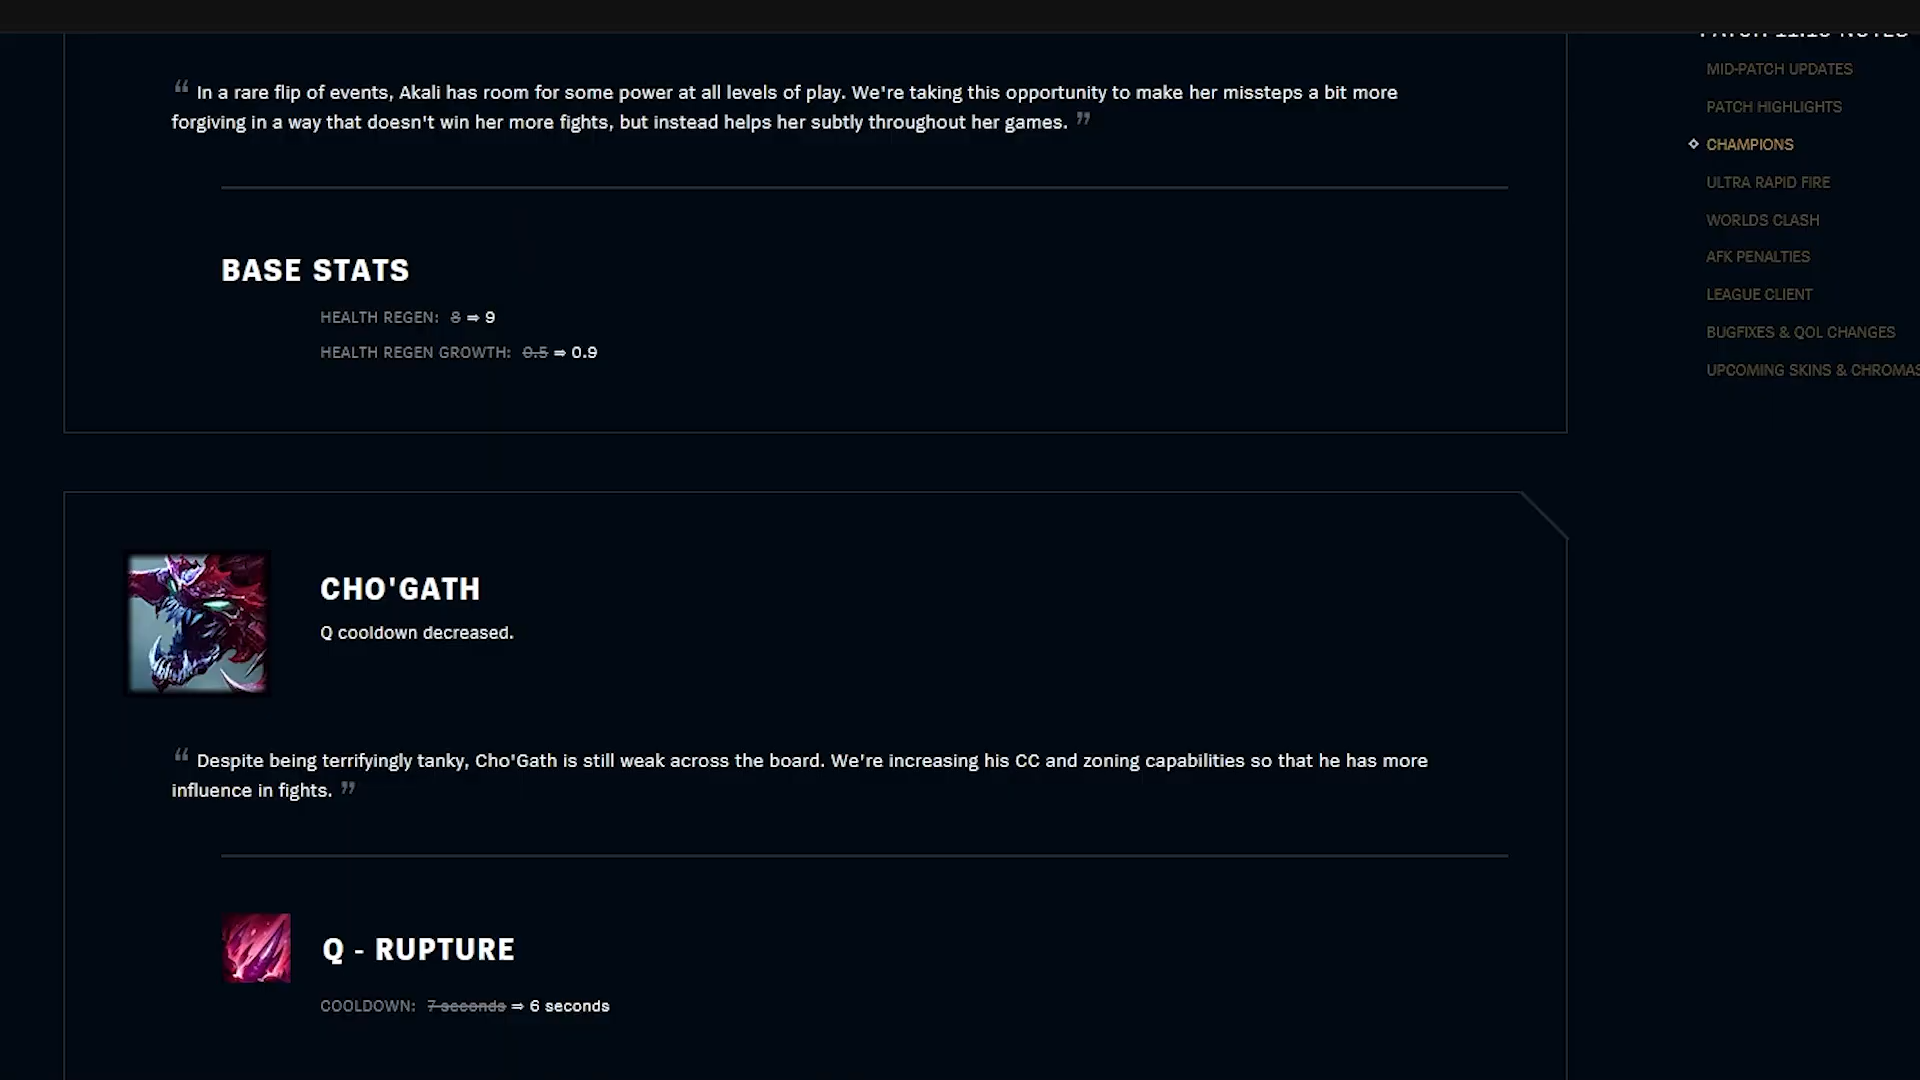 “ In a rare flip of events, Akali has room for some power at all levels of play. We're taking this opportunity to make her missteps a bit more
forgiving in a way that doesn't win her more fights, but instead helps her subtly throughout her games. ”
BASE STATS
HEALTH REGEN: 8 ⇒ 9
HEALTH REGEN GROWTH: 0.5 ⇒ 0.9
CHO'GATH
Q cooldown decreased.
“ Despite being terrifyingly tanky, Cho'Gath is still weak across the board. We're increasing his CC and zoning capabilities so that he has more
influence in fights. ”
Q - RUPTURE
COOLDOWN: 7 seconds ⇒ 6 seconds
NOTES
MID-PATCH UPDATES
PATCH HIGHLIGHTS
CHAMPIONS
ULTRA RAPID FIRE
WORLDS CLASH
AFK PENALTIES
LEAGUE CLIENT
BUGFIXES & QOL CHANGES
UPCOMING SKINS & CHROMAS